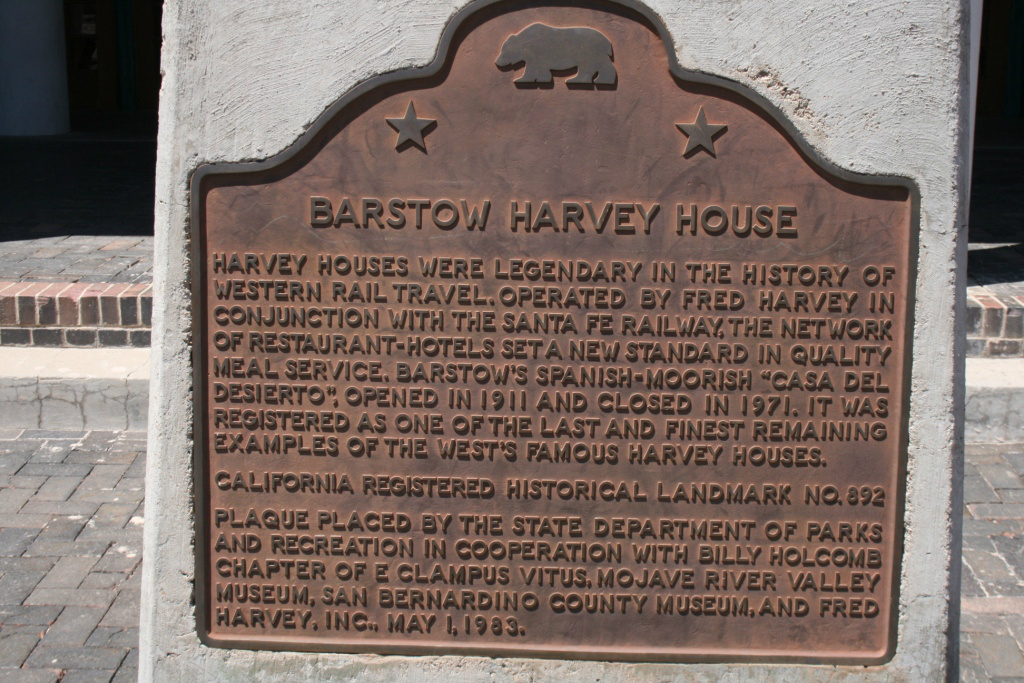 BARSTOW HARVEY HOUSE
HARVEY HOUSES WERE LEGENDARY IN THE HISTORY OF
WESTERN RAIL TRAVEL. OPERATED BY FRED HARVEY IN
CONJUNCTION WITH THE SANTA FE RAILWAY, THE NETWORK
OF RESTAURANT-HOTELS SET A NEW STANDARD IN QUALITY
MEAL SERVICE. BARSTOW'S SPANISH-MOORISH "CASA DEL
DESIERTO", OPENED IN 1911 AND CLOSED IN 1971. IT WAS
REGISTERED AS ONE OF THE LAST AND FINEST REMAINING
EXAMPLES OF THE WEST'S FAMOUS HARVEY HOUSES.
CALIFORNIA REGISTERED HISTORICAL LANDMARK NO. 892
PLAQUE PLACED BY THE STATE DEPARTMENT OF PARKS
AND RECREATION IN COOPERATION WITH BILLY HOLCOMB
CHAPTER OF E CLAMPUS VITUS, MOJAVE RIVER VALLEY
MUSEUM, SAN BERNARDINO COUNTY MUSEUM, AND FRED
HARVEY, INC., MAY 1, 1983.